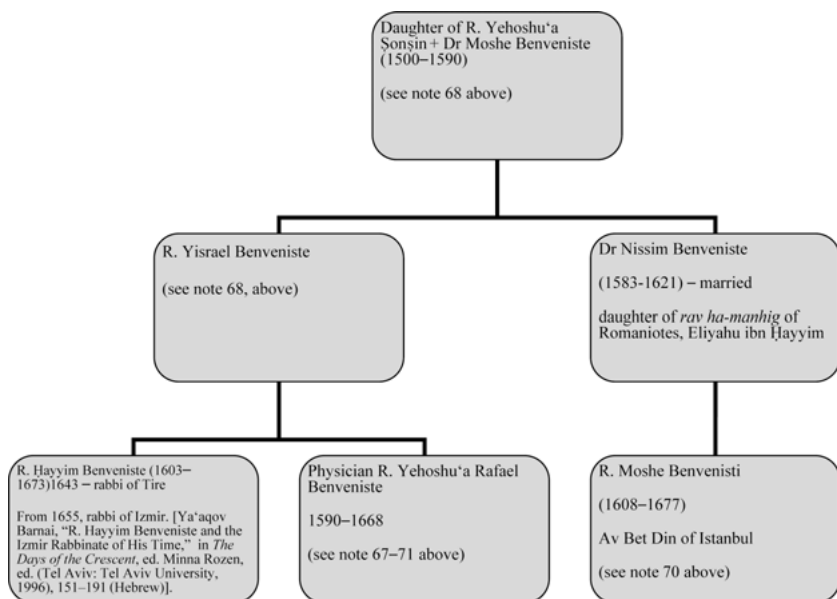 Daughter of R. Yehoshu‘a
Ṣonṣin + Dr Moshe Benveniste
(1500–1590)
(see note 68 above)
R. Yisrael Benveniste
(see note 68, above)
Dr Nissim Benveniste
(1583-1621) – married
daughter of rav ha-manhig of
Romaniotes, Eliyahu ibn Ḥayyim
R. Ḥayyim Benveniste (1603–
1673)1643 – rabbi of Tire
From 1655, rabbi of Izmir. [Ya‘aqov
Barnai, “R. Hayyim Benveniste and the
Izmir Rabbinate of His Time,” in The
Days of the Crescent, ed. Minna Rozen,
ed. (Tel Aviv: Tel Aviv University,
1996), 151–191 (Hebrew)].
Physician R. Yehoshu‘a Rafael
Benveniste
1590–1668
(see note 67–71 above)
R. Moshe Benvenisti
(1608–1677)
Av Bet Din of Istanbul
(see note 70 above)